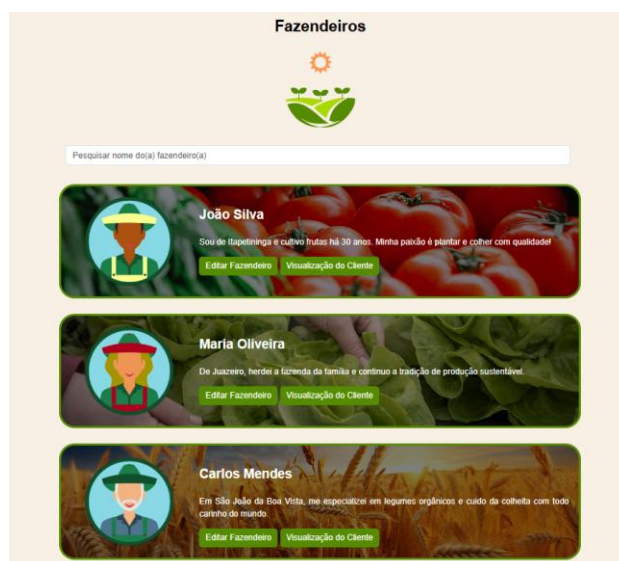 Fazendeiros
Pesquisar nome do(a) fazendeiro(a)
João Silva
Sou de Itapetininga e cultivo frutas há 30 anos. Minha paixão é plantar e colher com qualidade!
Editar Fazendeiro Visualização do Cliente
Maria Oliveira
De Juazeiro, herdei a fazenda da família e continuo a tradição de produção sustentável.
Editar Fazendeiro Visualização do Cliente
Carlos Mendes
Em São João da Boa Vista, me especializei em legumes orgânicos e cuido da colheita com todo
carinho do mundo.
Editar Fazendeiro Visualização do Cliente